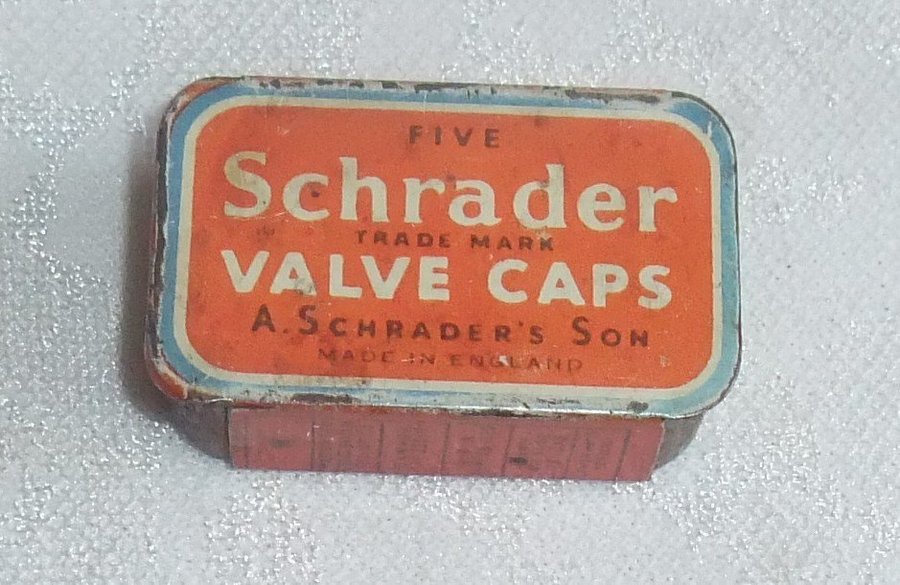 FIVE
Schrader
TRADE MARK
VALVE CAPS
A. SCHRADER'S SON
MADE IN ENGLAND